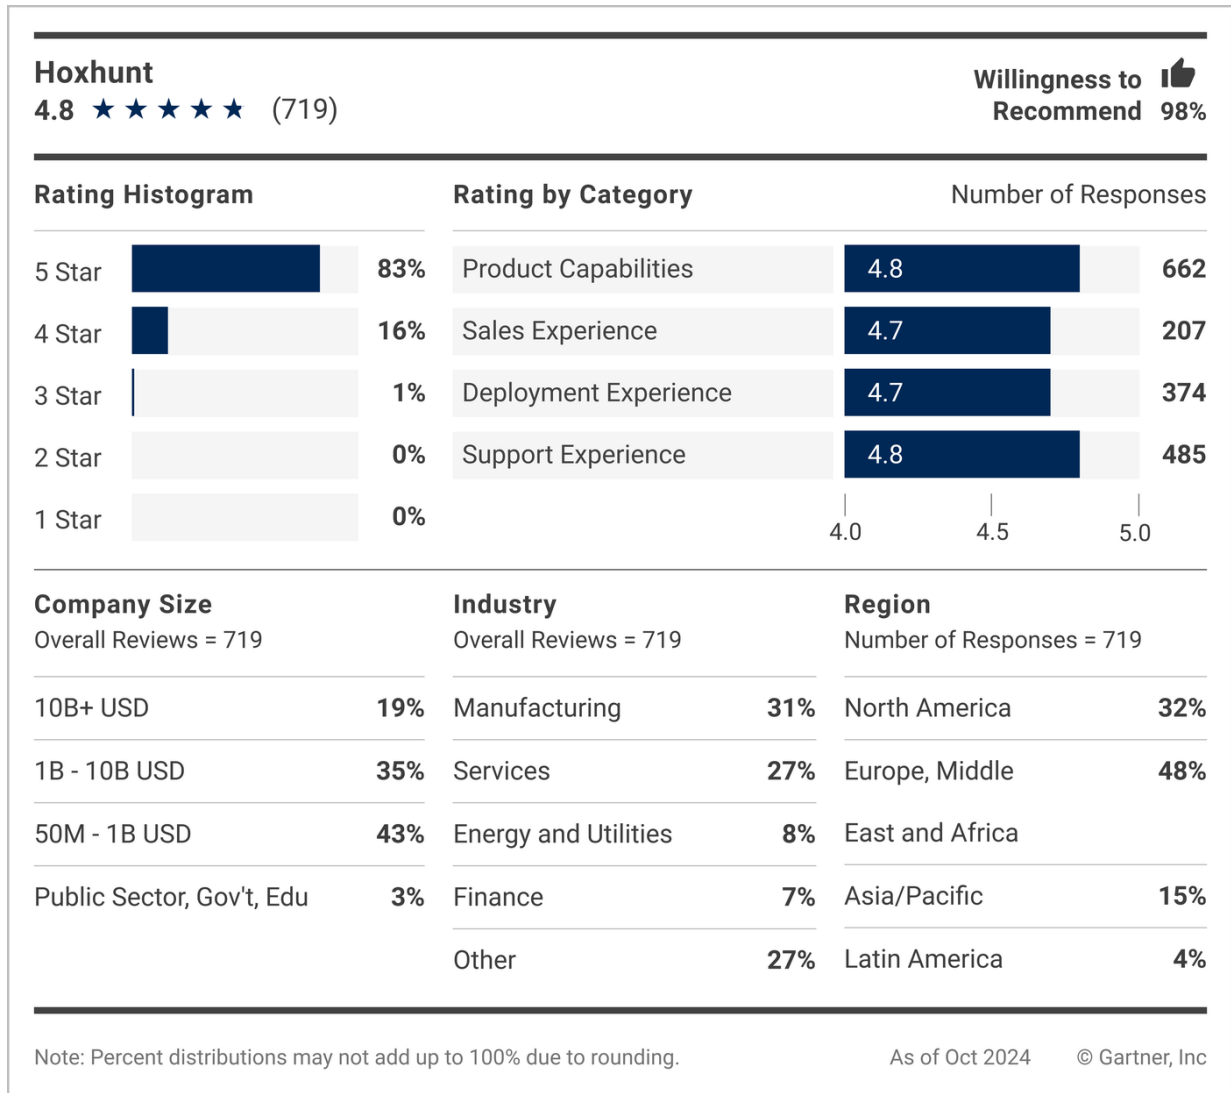 Hoxhunt
4.8 ★ ★ ★ ★ ★ (719)
Willingness to
Recommend 98%
Rating Histogram
5 Star 83%
4 Star 16%
3 Star 1%
2 Star 0%
1 Star 0%
Rating by Category Number of Responses
Product Capabilities 4.8 662
Sales Experience 4.7 207
Deployment Experience 4.7 374
Support Experience 4.8 485
4.0 4.5 5.0
Company Size
Overall Reviews = 719
10B+ USD 19%
1B - 10B USD 35%
50M - 1B USD 43%
Public Sector, Gov't, Edu 3%
Industry
Overall Reviews = 719
Manufacturing 31%
Services 27%
Energy and Utilities 8%
Finance 7%
Other 27%
Region
Number of Responses = 719
North America 32%
Europe, Middle 48%
East and Africa
Asia/Pacific 15%
Latin America 4%
Note: Percent distributions may not add up to 100% due to rounding. As of Oct 2024 © Gartner, Inc